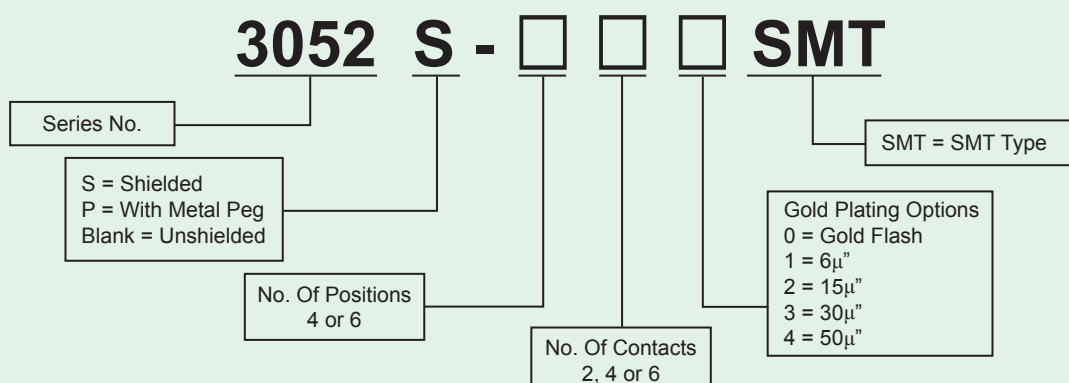 3052 S - □ □ □ SMT
Series No.
SMT = SMT Type
S = Shielded
P = With Metal Peg
Blank = Unshielded
Gold Plating Options
0 = Gold Flash
1 = 6µ”
2 = 15µ”
3 = 30µ”
4 = 50µ”
No. Of Positions
4 or 6
No. Of Contacts
2, 4 or 6